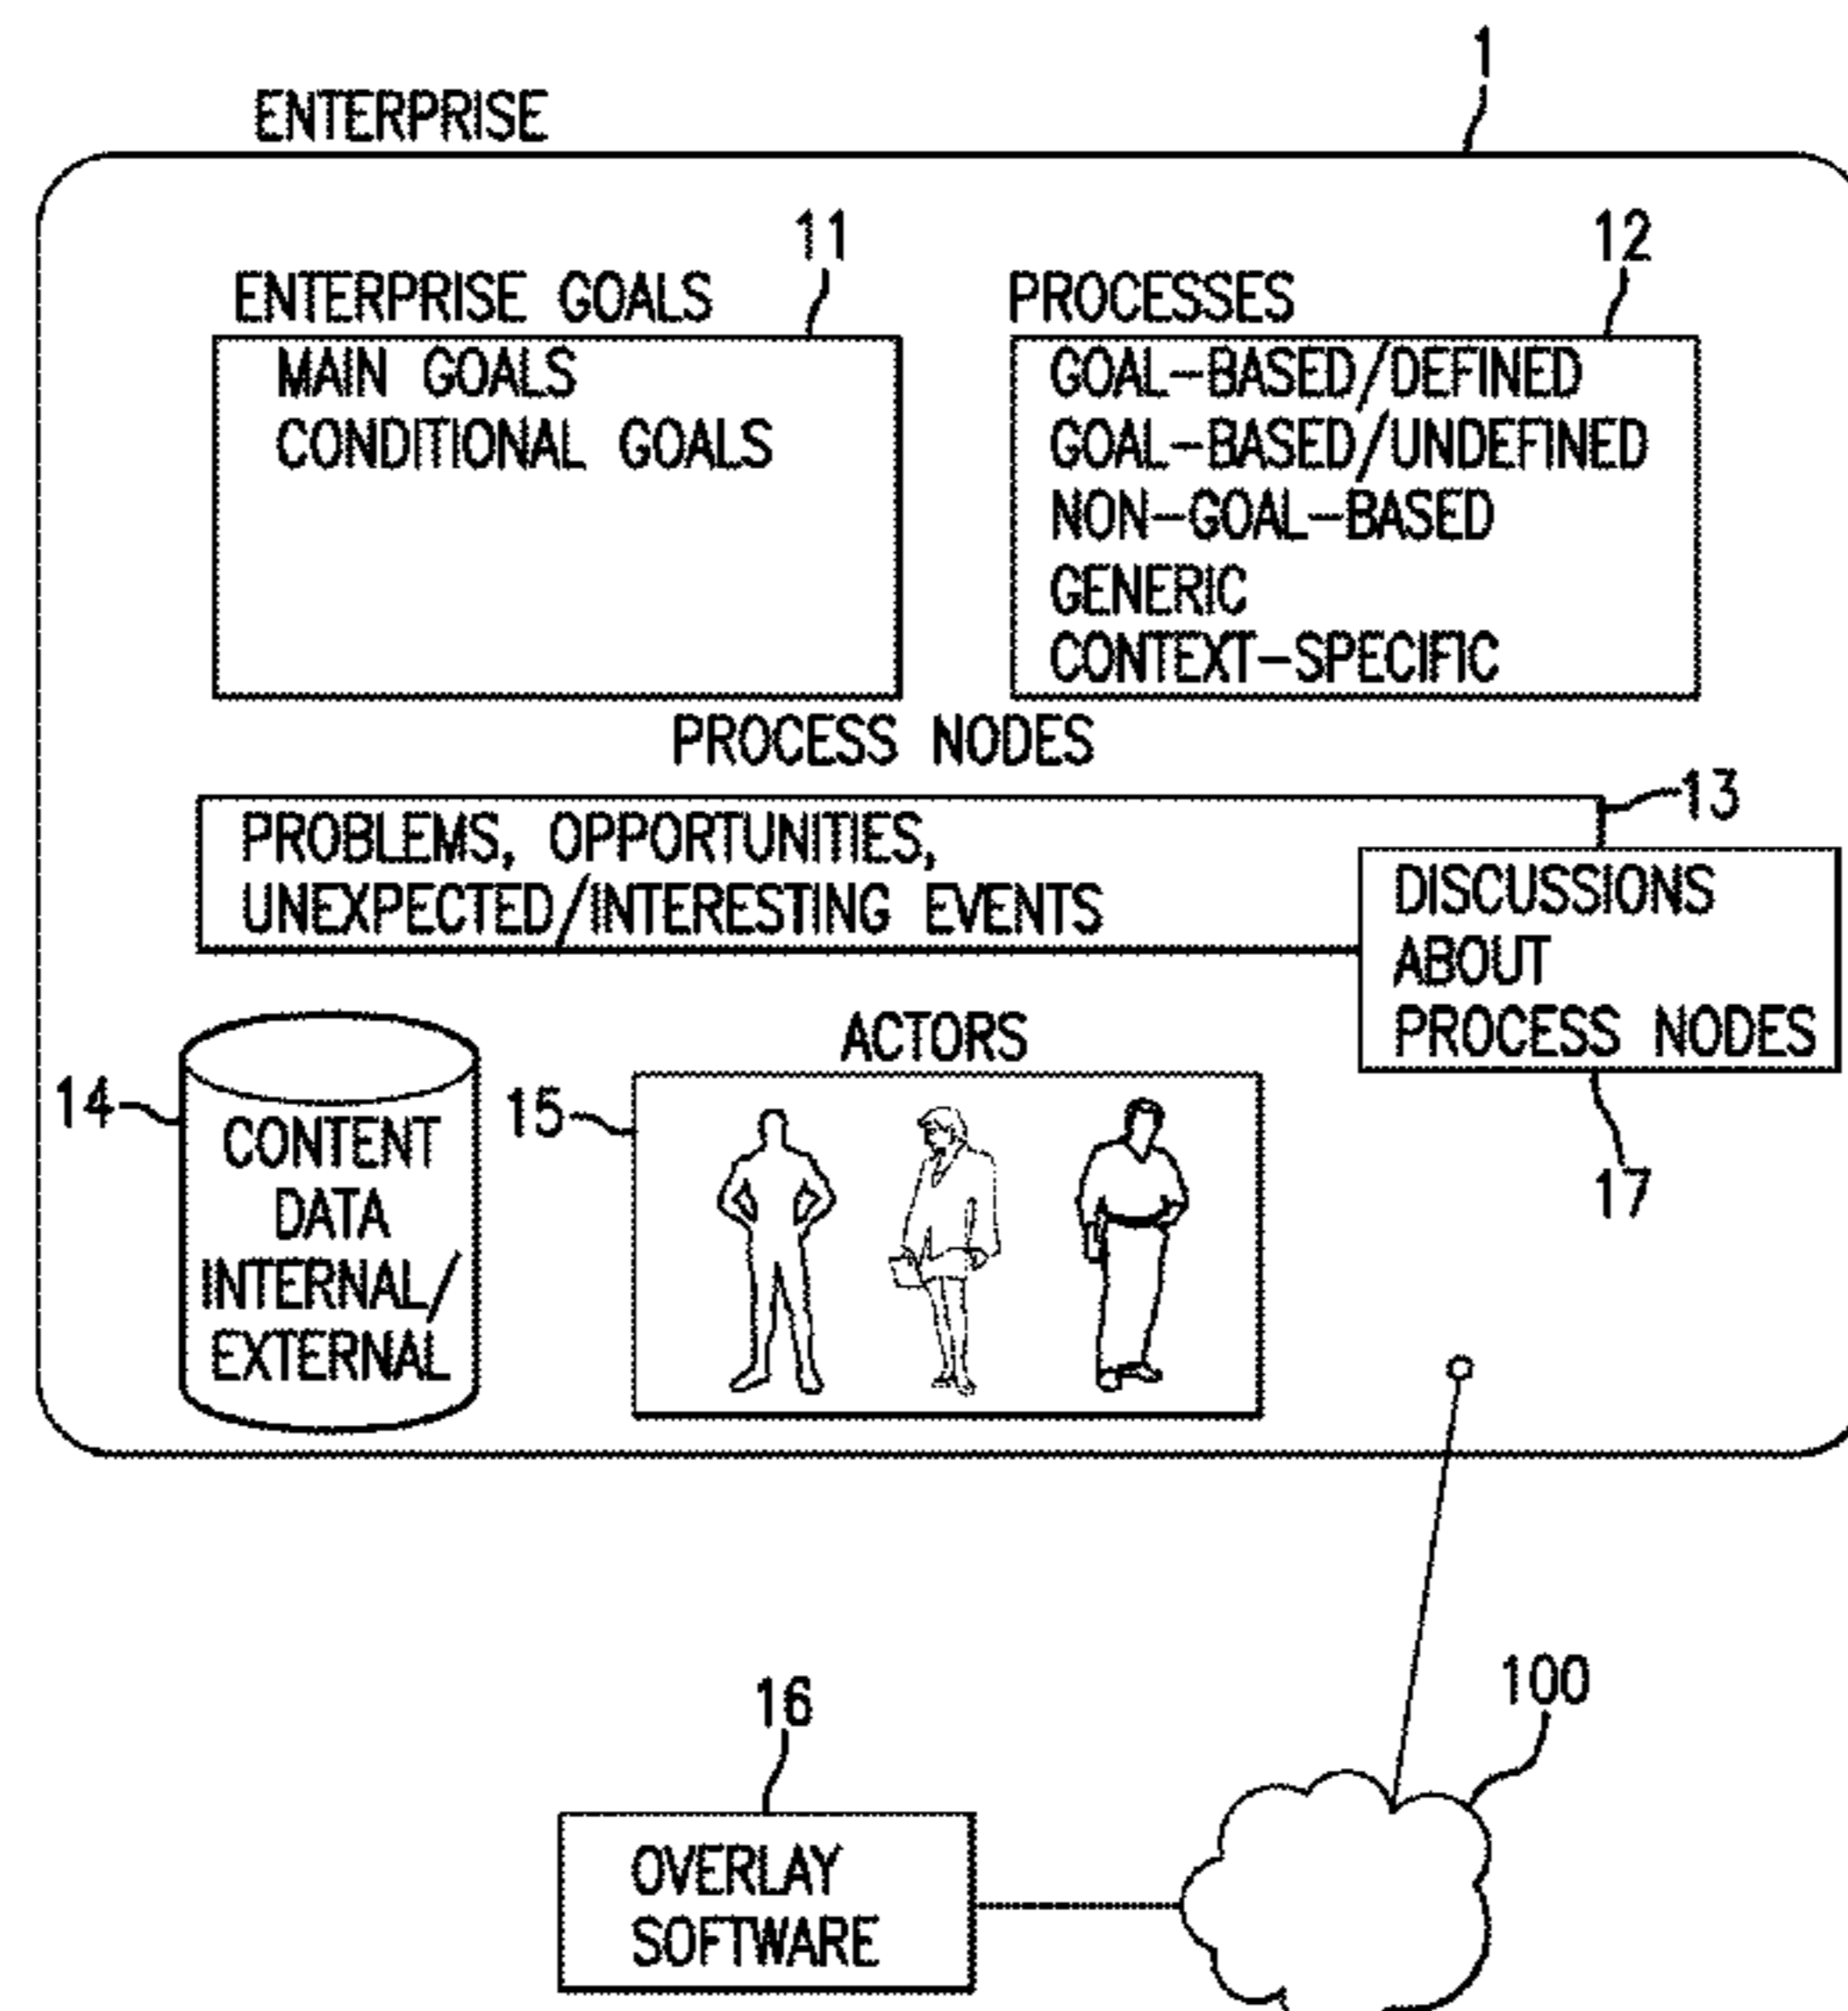 1
ENTERPRISE
11
12
ENTERPRISE GOALS
PROCESSES
MAIN GOALS
CONDITIONAL GOALS
GOAL-BASED/DEFINED
GOAL-BASED/UNDEFINED
NON-GOAL-BASED
GENERIC
CONTEXT-SPECIFIC
PROCESS NODES
13
PROBLEMS, OPPORTUNITIES,
UNEXPECTED/INTERESTING EVENTS
DISCUSSIONS
ABOUT
PROCESS NODES
17
ACTORS
14
CONTENT
DATA
INTERNAL/
EXTERNAL
15
16
100
OVERLAY
SOFTWARE